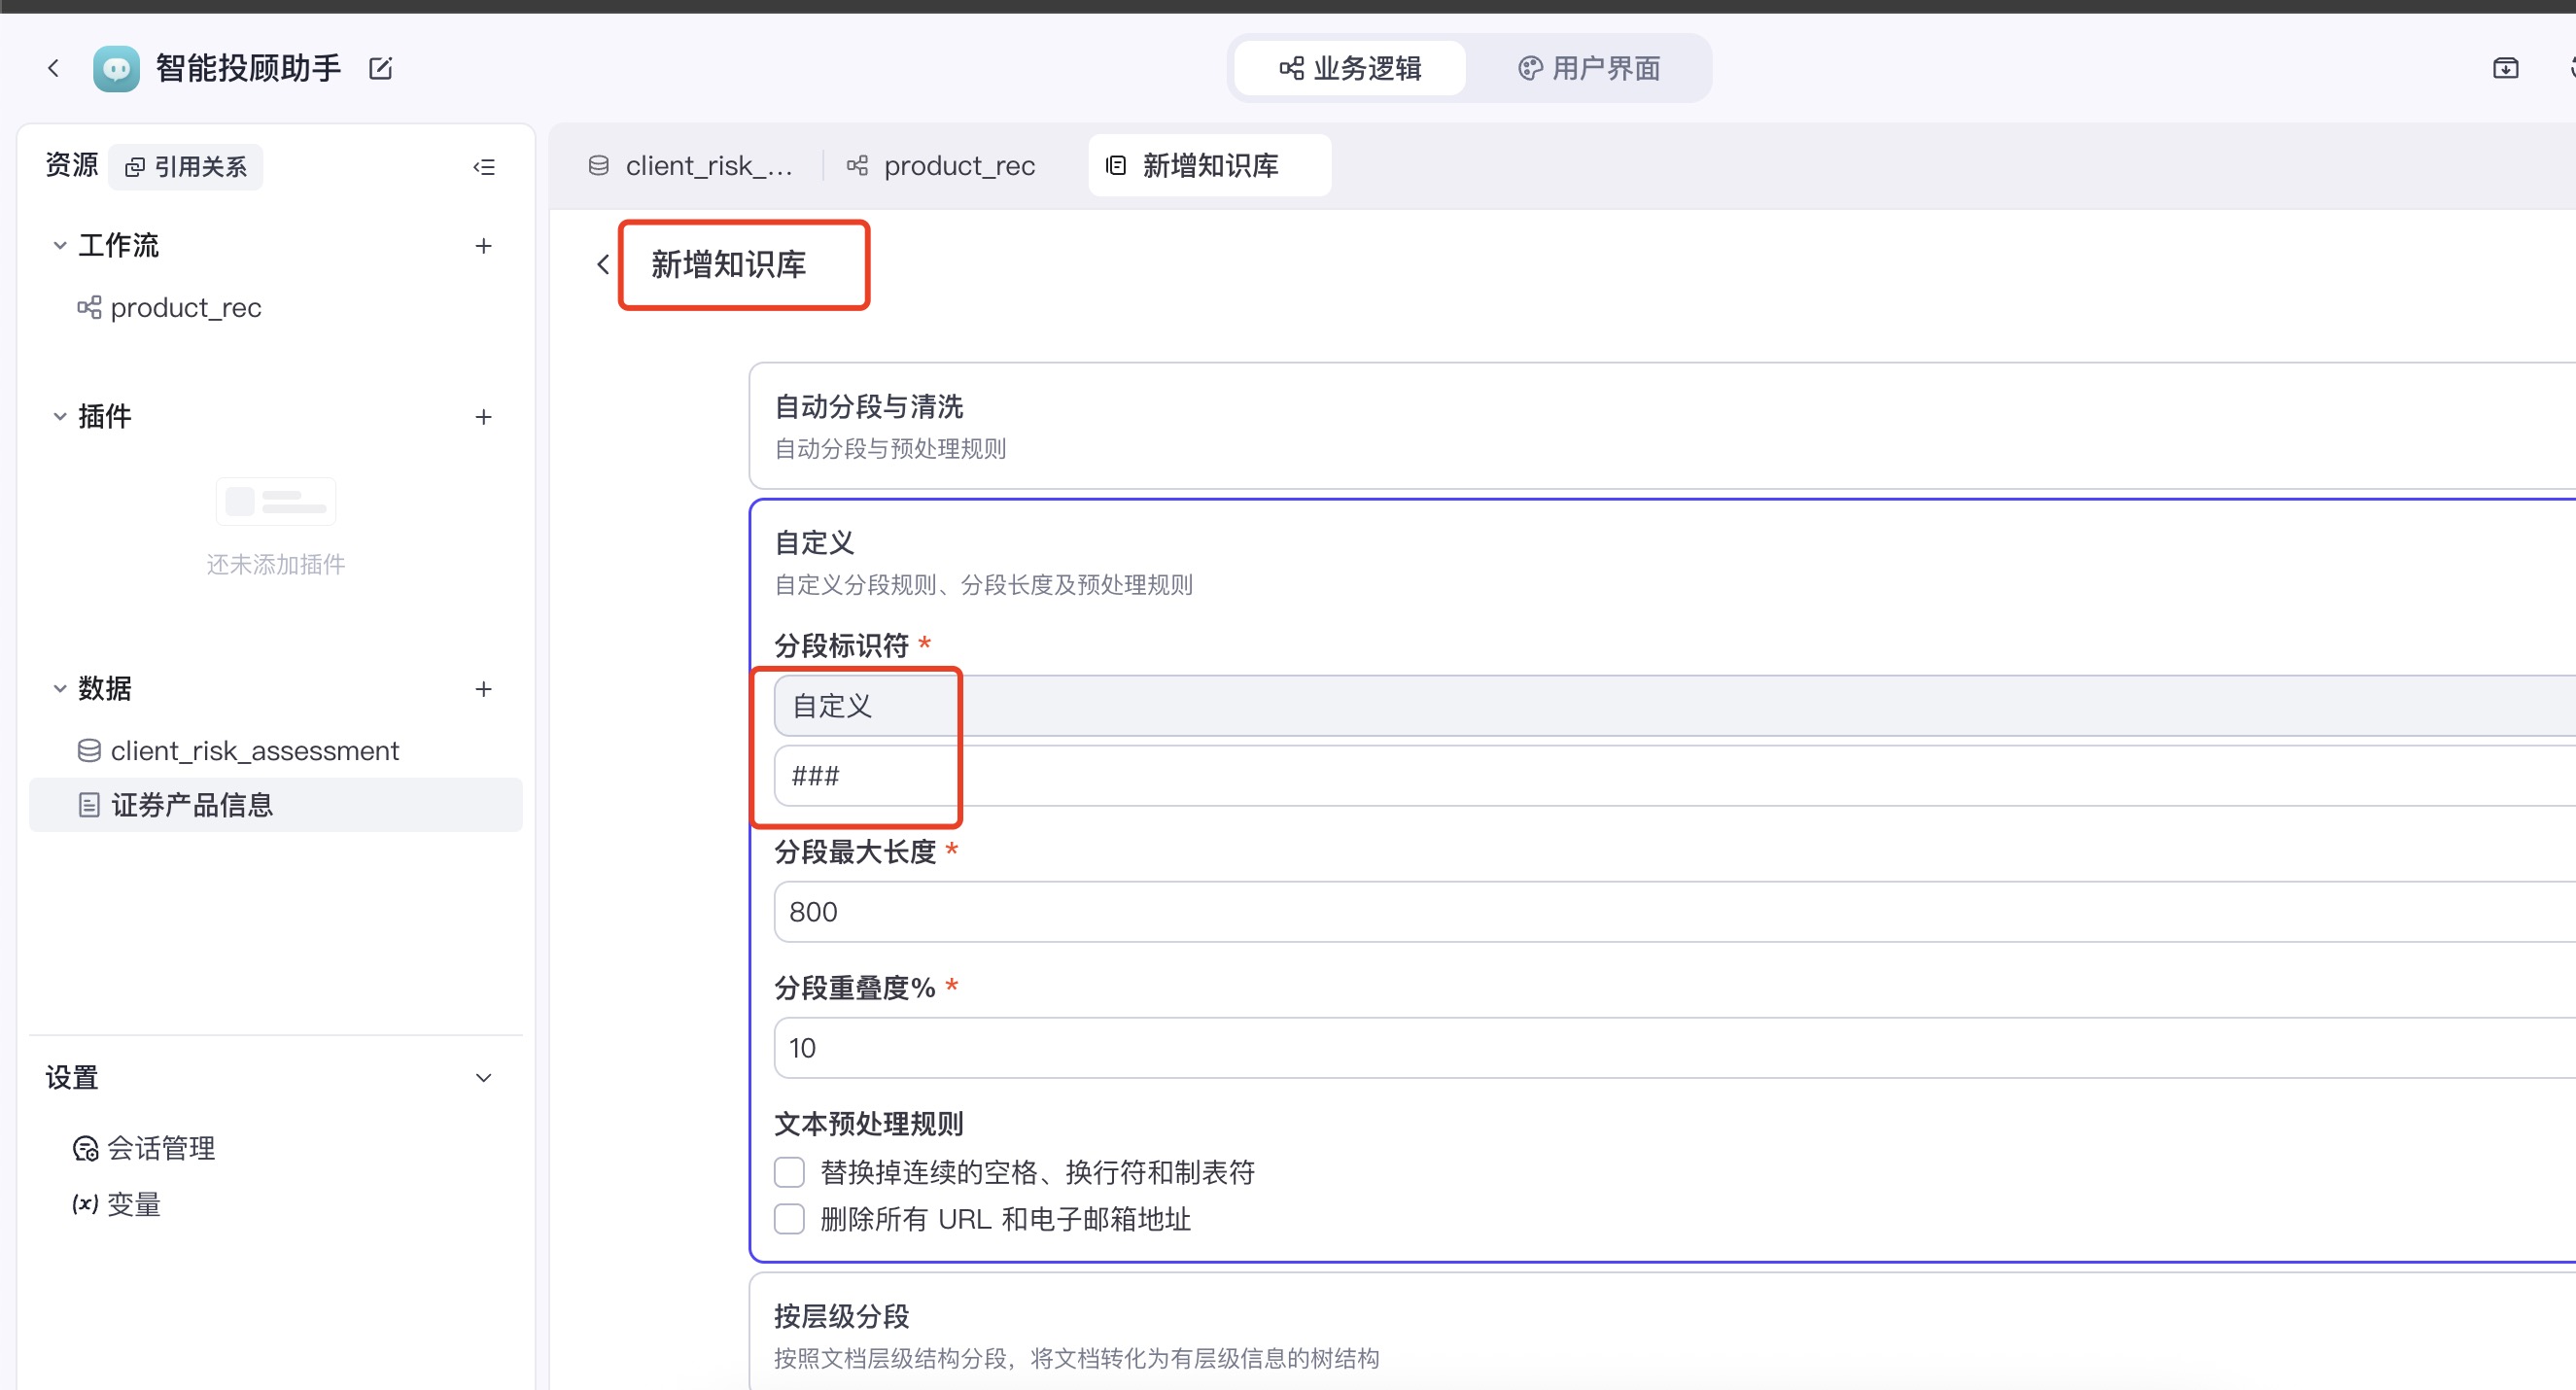 智能投顾助手
业务逻辑
用户界面
资源
引用关系
client_risk_...
product_rec
新增知识库
工作流
product_rec
插件
还未添加插件
数据
client_risk_assessment
证券产品信息
设置
会话管理
(x) 变量
新增知识库
自动分段与清洗
自动分段与预处理规则
自定义
自定义分段规则、分段长度及预处理规则
分段标识符 *
自定义
###
分段最大长度 *
800
分段重叠度% *
10
文本预处理规则
替换掉连续的空格、换行符和制表符
删除所有 URL 和电子邮箱地址
按层级分段
按照文档层级结构分段，将文档转化为有层级信息的树结构